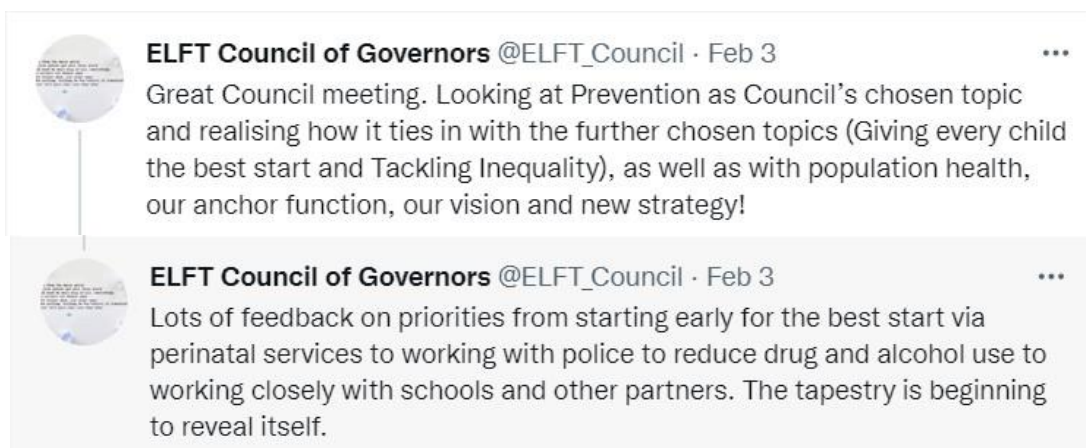 ELFT Council of Governors @ELFT_Council · Feb 3
Great Council meeting. Looking at Prevention as Council’s chosen topic
and realising how it ties in with the further chosen topics (Giving every child
the best start and Tackling Inequality), as well as with population health,
our anchor function, our vision and new strategy!
ELFT Council of Governors @ELFT_Council · Feb 3
Lots of feedback on priorities from starting early for the best start via
perinatal services to working with police to reduce drug and alcohol use to
working closely with schools and other partners. The tapestry is beginning
to reveal itself.